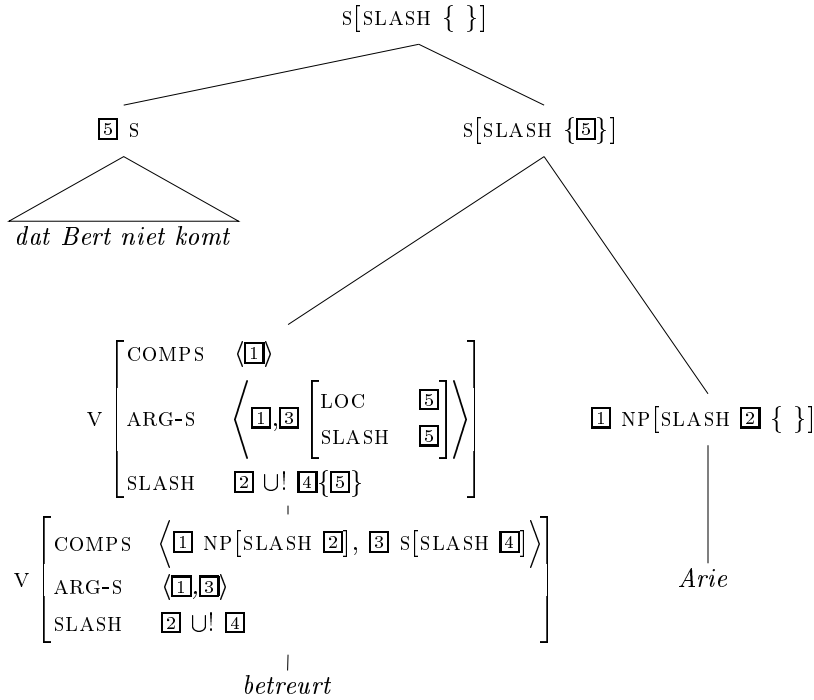 S[SLASH { }]
[5] S S[SLASH {[5]}]
dat Bert niet komt
COMPS ⟨[1]⟩
V ARG-S ⟨[1],[3] [LOC [5]
SLASH [5]]⟩
[1] NP[SLASH [2] { }]
SLASH [2] ∪! [4]{[5]}
COMPS ⟨[1] NP[SLASH [2]], [3] S[SLASH [4]]⟩
V ARG-S ⟨[1],[3]⟩
SLASH [2] ∪! [4]
Arie
betreurt